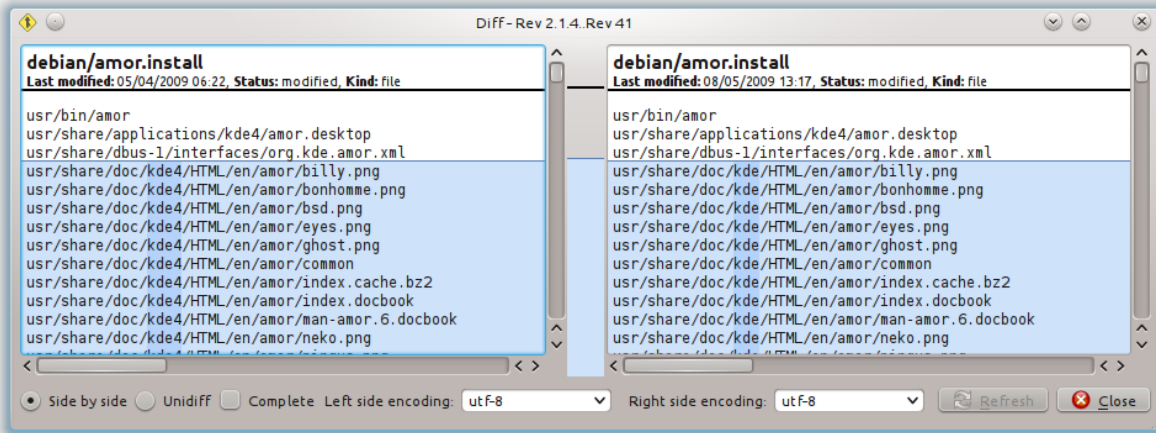 Diff - Rev 2.1.4..Rev 41
debian/amor.install
Last modified: 05/04/2009 06:22, Status: modified, Kind: file
usr/bin/amor
usr/share/applications/kde4/amor.desktop
usr/share/dbus-1/interfaces/org.kde.amor.xml
usr/share/doc/kde4/HTML/en/amor/billy.png
usr/share/doc/kde4/HTML/en/amor/bonhomme.png
usr/share/doc/kde4/HTML/en/amor/bsd.png
usr/share/doc/kde4/HTML/en/amor/eyes.png
usr/share/doc/kde4/HTML/en/amor/ghost.png
usr/share/doc/kde4/HTML/en/amor/common
usr/share/doc/kde4/HTML/en/amor/index.cache.bz2
usr/share/doc/kde4/HTML/en/amor/index.docbook
usr/share/doc/kde4/HTML/en/amor/man-amor.6.docbook
usr/share/doc/kde4/HTML/en/amor/neko.png
debian/amor.install
Last modified: 08/05/2009 13:17, Status: modified, Kind: file
usr/bin/amor
usr/share/applications/kde4/amor.desktop
usr/share/dbus-1/interfaces/org.kde.amor.xml
usr/share/doc/kde/HTML/en/amor/billy.png
usr/share/doc/kde/HTML/en/amor/bonhomme.png
usr/share/doc/kde/HTML/en/amor/bsd.png
usr/share/doc/kde/HTML/en/amor/eyes.png
usr/share/doc/kde/HTML/en/amor/ghost.png
usr/share/doc/kde/HTML/en/amor/common
usr/share/doc/kde/HTML/en/amor/index.cache.bz2
usr/share/doc/kde/HTML/en/amor/index.docbook
usr/share/doc/kde/HTML/en/amor/man-amor.6.docbook
usr/share/doc/kde/HTML/en/amor/neko.png
Side by side Unidiff Complete Left side encoding: utf-8 Right side encoding: utf-8 Refresh Close